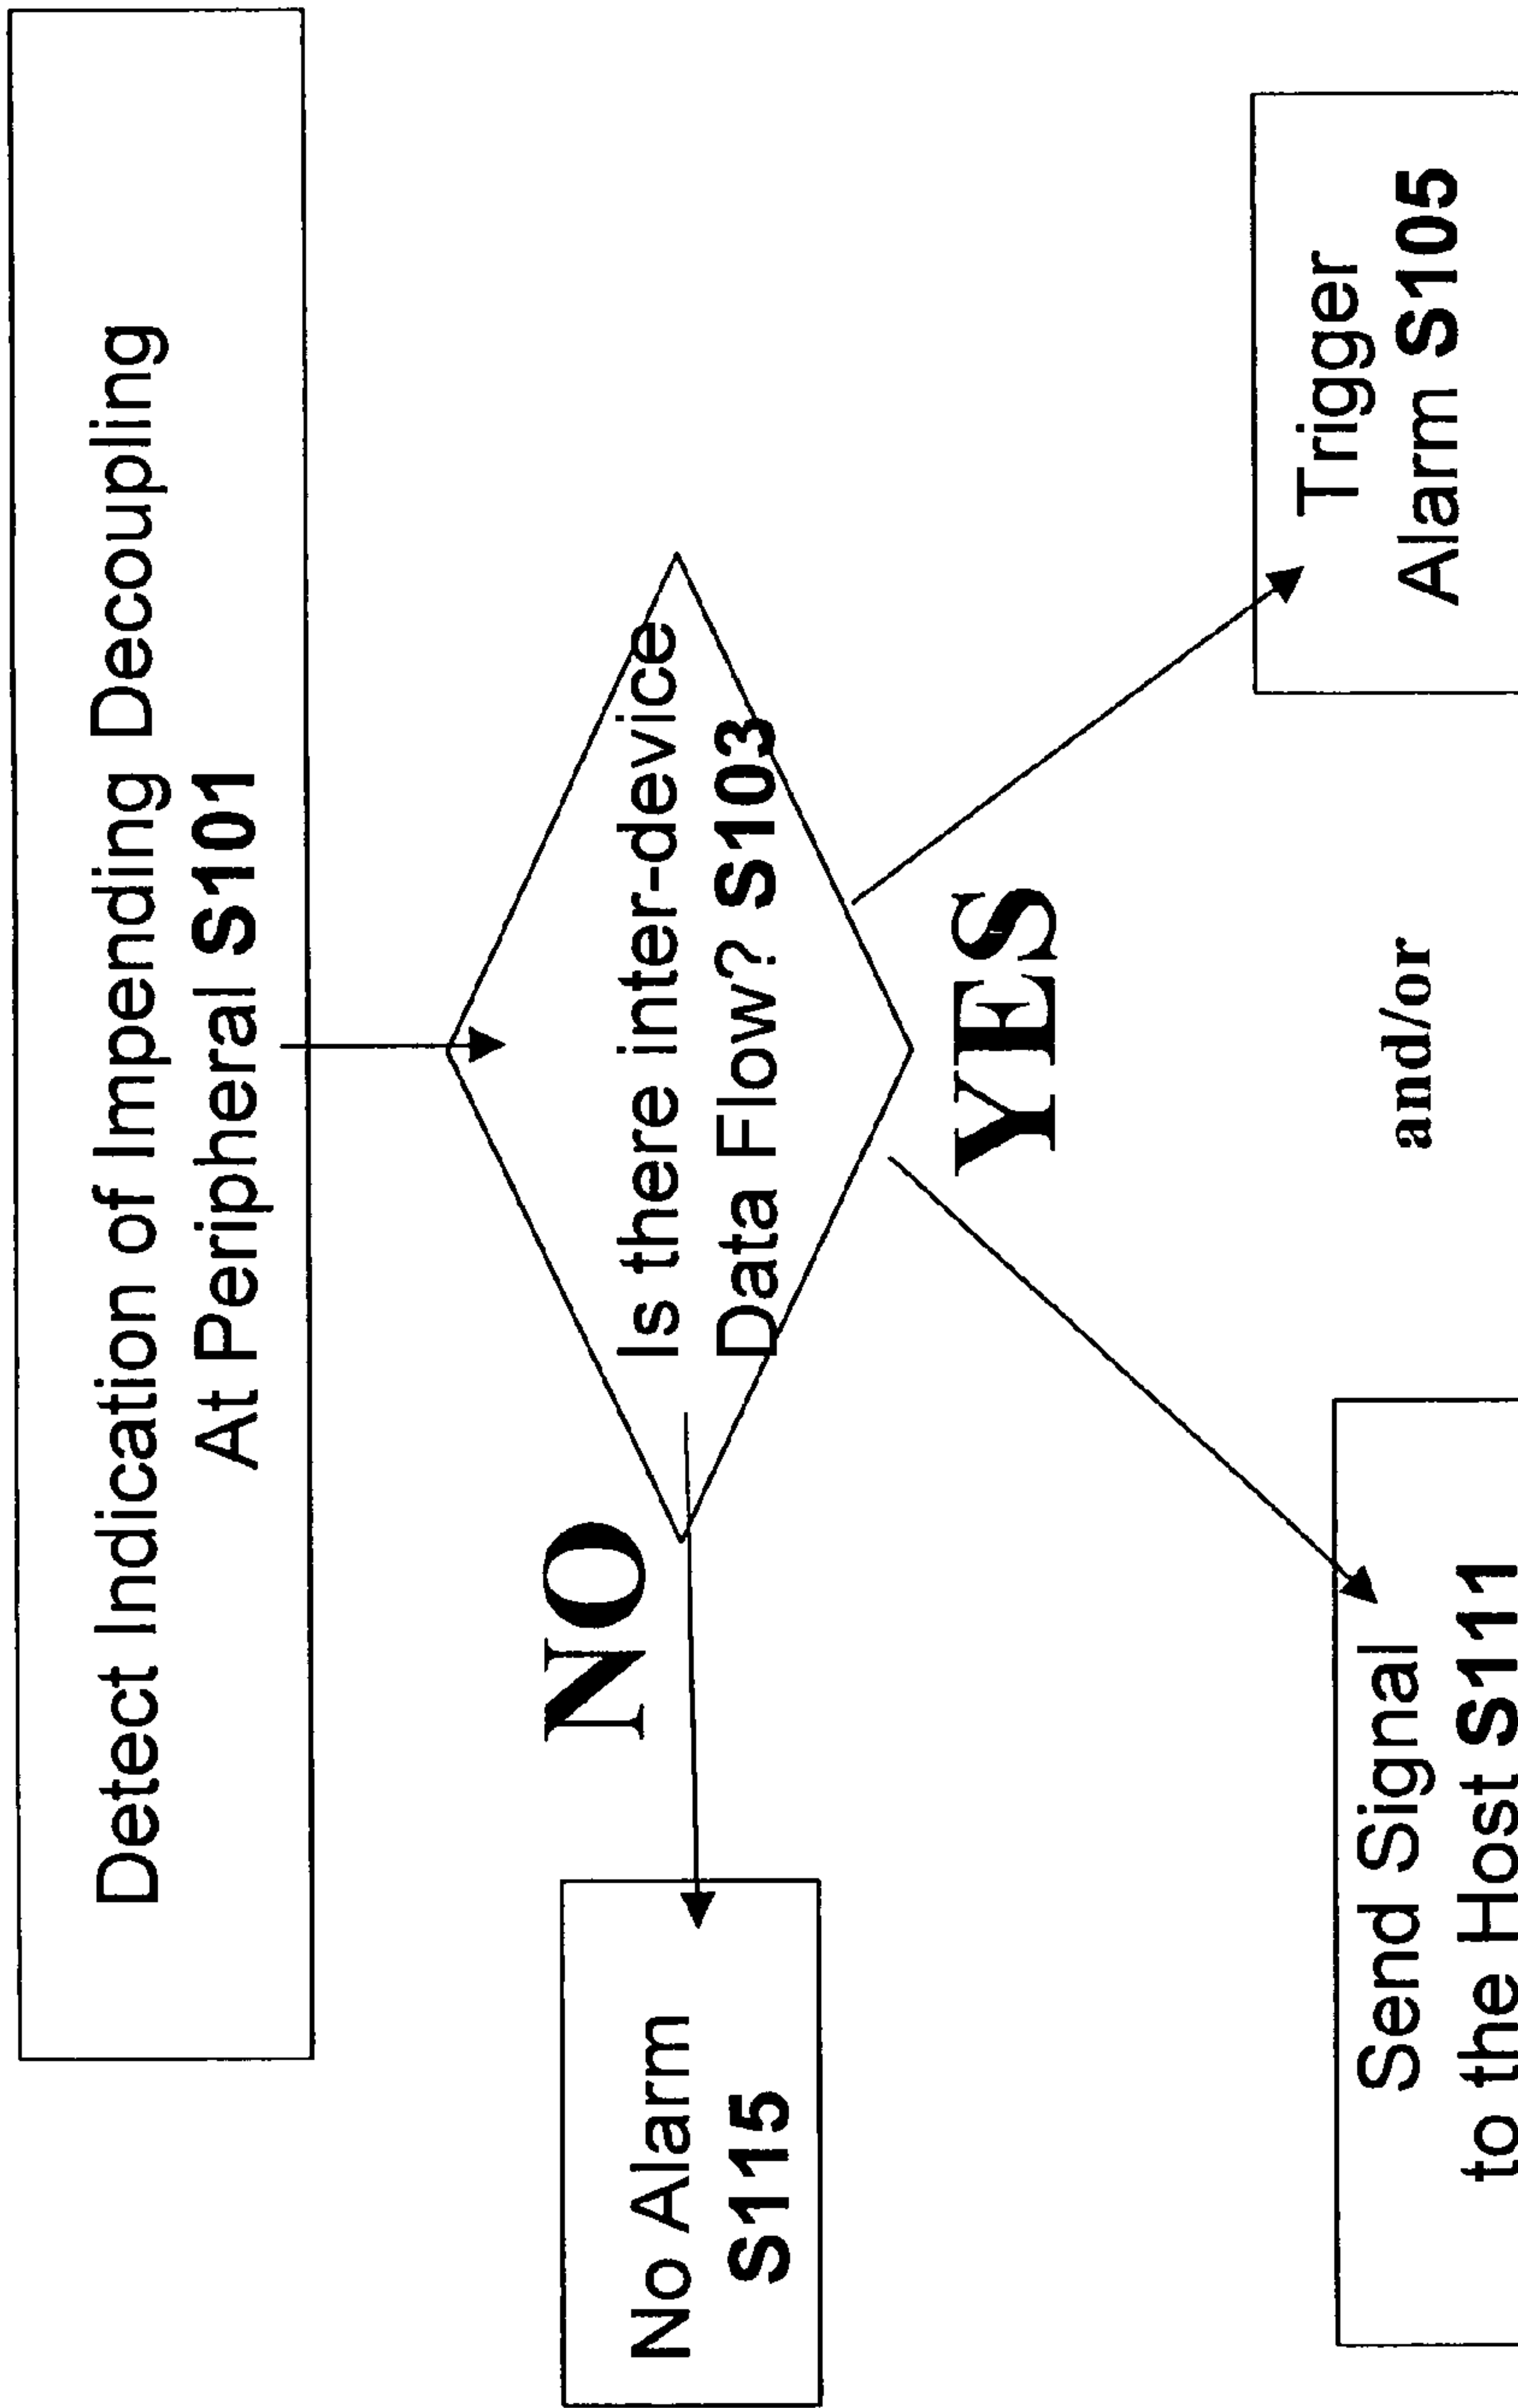 Detect Indication of Impending Decoupling
At Peripheral S101
Is there inter-device
Data Flow? S103
NO
No Alarm
S115
YES
Send Signal
to the Host S111
and/or
Trigger
Alarm S105